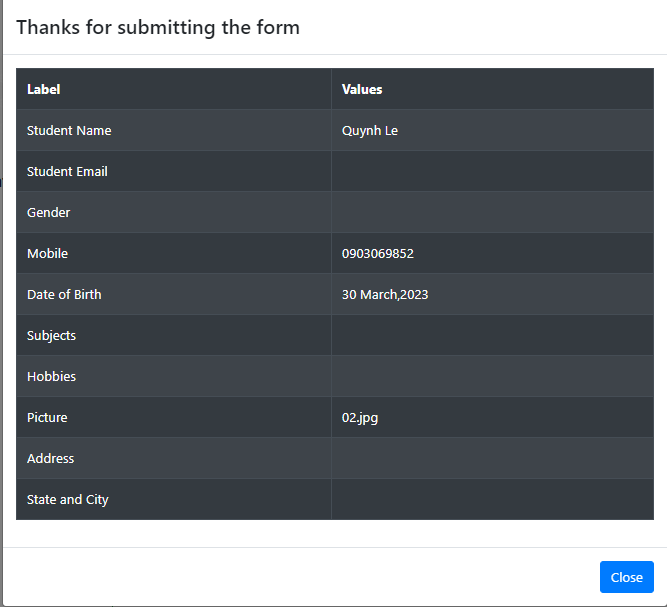 Thanks for submitting the form
Label Values
Student Name Quynh Le
Student Email
Gender
Mobile 0903069852
Date of Birth 30 March,2023
Subjects
Hobbies
Picture 02.jpg
Address
State and City
Close